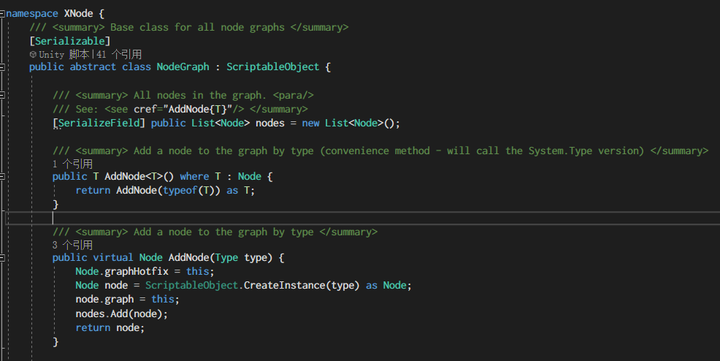 namespace XNode {
/// <summary> Base class for all node graphs </summary>
[Serializable]
Unity 脚本|41 个引用
public abstract class NodeGraph : ScriptableObject {
/// <summary> All nodes in the graph. <para/>
/// See: <see cref="AddNode{T}"/> </summary>
[SerializeField] public List<Node> nodes = new List<Node>();
/// <summary> Add a node to the graph by type (convenience method - will call the System.Type version) </summary>
1 个引用
public T AddNode<T>() where T : Node {
return AddNode(typeof(T)) as T;
}
/// <summary> Add a node to the graph by type </summary>
3 个引用
public virtual Node AddNode(Type type) {
Node.graphHotfix = this;
Node node = ScriptableObject.CreateInstance(type) as Node;
node.graph = this;
nodes.Add(node);
return node;
}